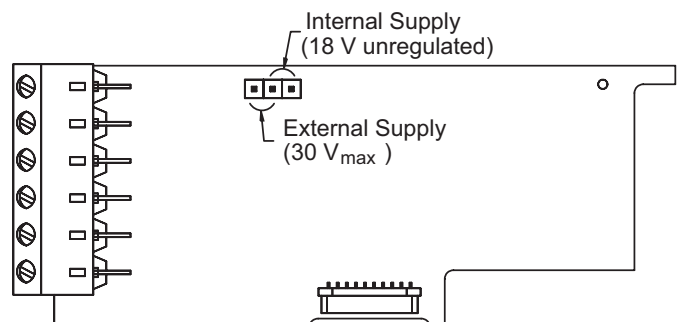 Internal Supply
(18 V unregulated)
External Supply
(30 Vmax )